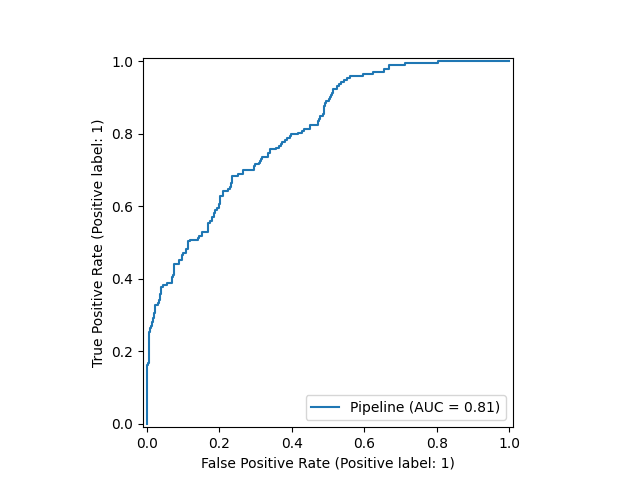 1.0
0.8
0.6
0.4
0.2
0.0
True Positive Rate (Positive label: 1)
Pipeline (AUC = 0.81)
0.0 0.2 0.4 0.6 0.8 1.0
False Positive Rate (Positive label: 1)